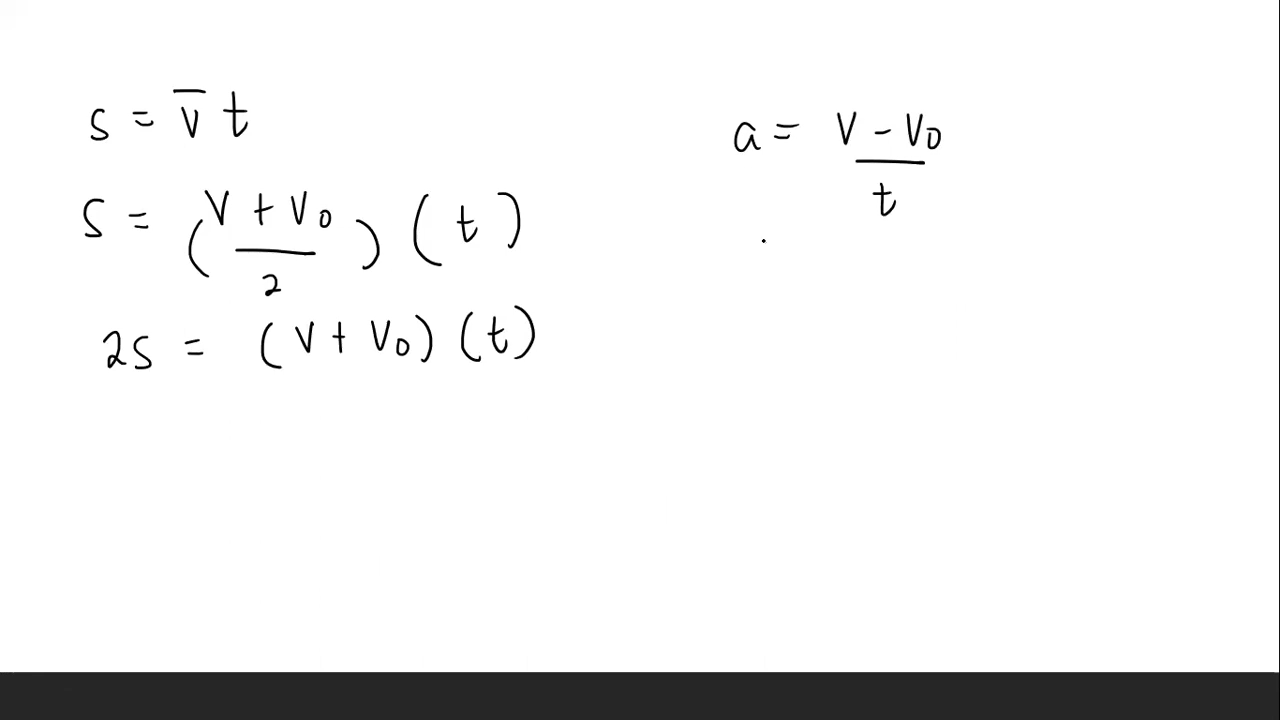 s = v̅ t
s = (v + v₀ / 2) (t)
2s = (v + v₀) (t)
a = v - v₀ / t